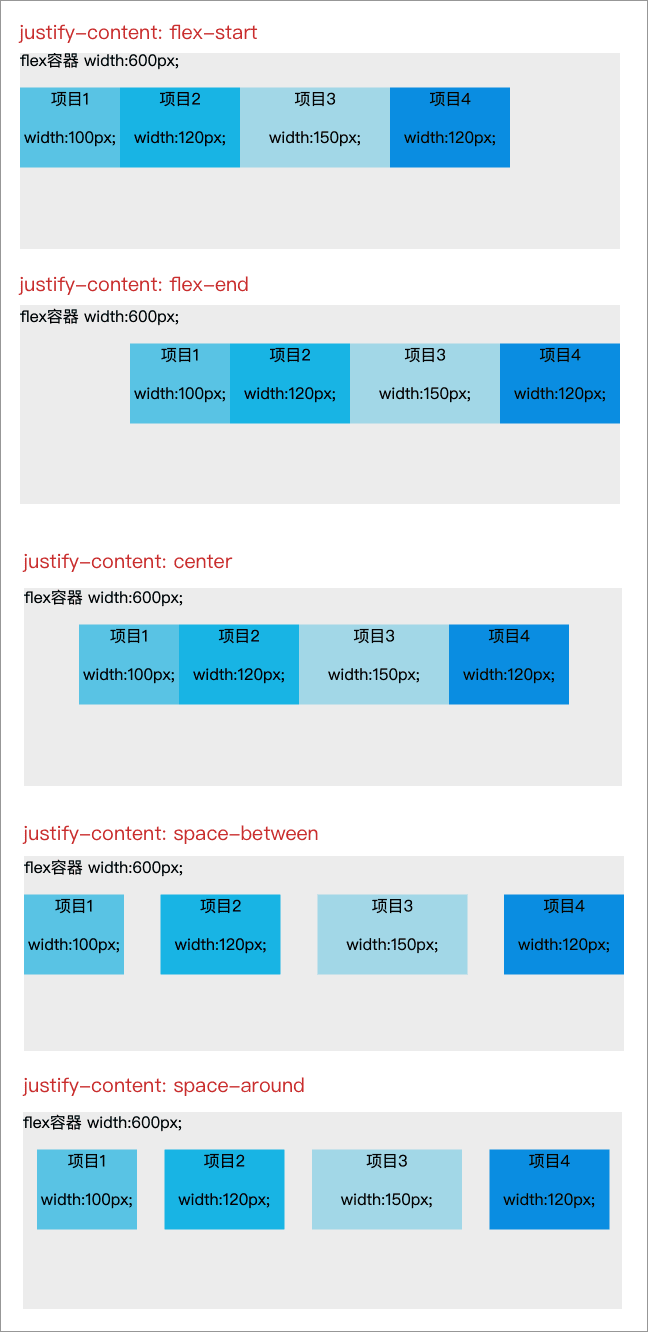 justify-content: flex-start
flex容器 width:600px;
项目1 项目2 项目3 项目4
width:100px; width:120px; width:150px; width:120px;
justify-content: flex-end
flex容器 width:600px;
项目1 项目2 项目3 项目4
width:100px; width:120px; width:150px; width:120px;
justify-content: center
flex容器 width:600px;
项目1 项目2 项目3 项目4
width:100px; width:120px; width:150px; width:120px;
justify-content: space-between
flex容器 width:600px;
项目1 项目2 项目3 项目4
width:100px; width:120px; width:150px; width:120px;
justify-content: space-around
flex容器 width:600px;
项目1 项目2 项目3 项目4
width:100px; width:120px; width:150px; width:120px;